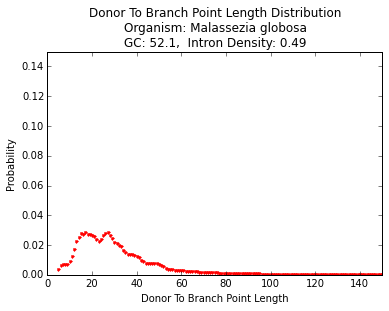 Donor To Branch Point Length Distribution
Organism: Malassezia globosa
GC: 52.1,  Intron Density: 0.49
0.14
0.12
0.10
0.08
0.06
0.04
0.02
0.00
Probability
0 20 40 60 80 100 120 140
Donor To Branch Point Length